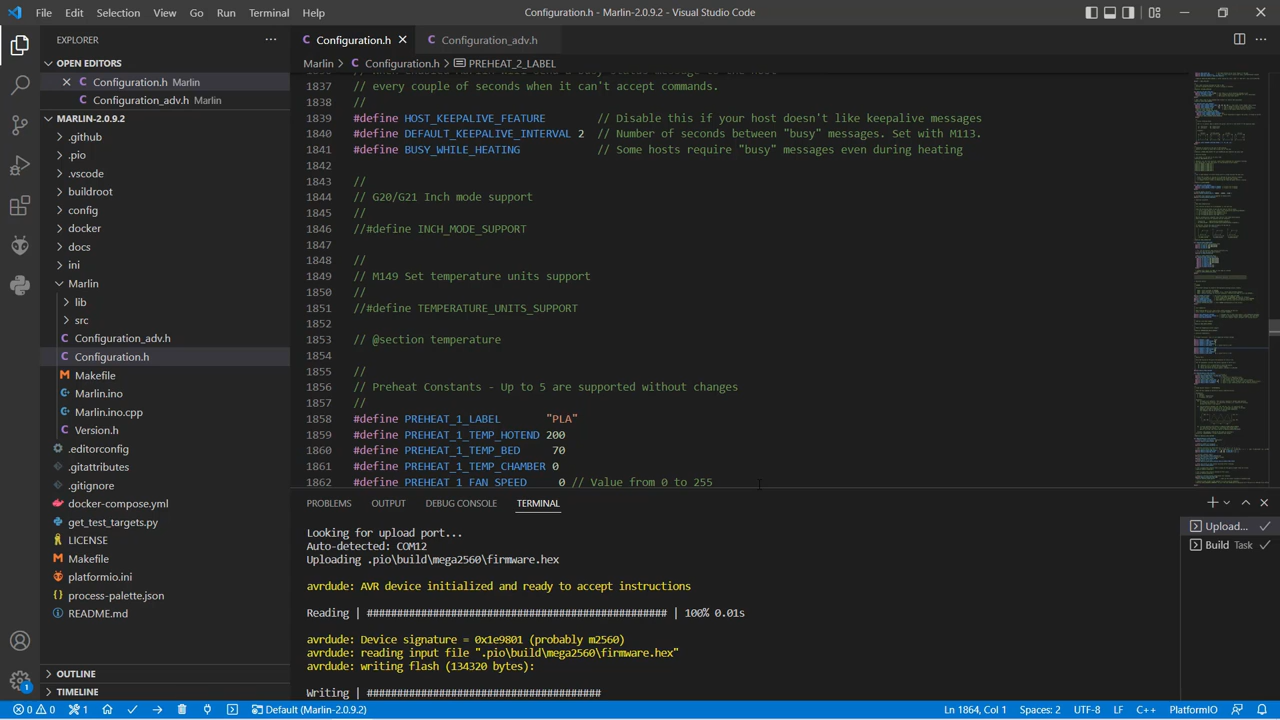 File Edit Selection View Go Run Terminal Help
Configuration.h - Marlin-2.0.9.2 - Visual Studio Code
EXPLORER
OPEN EDITORS
Configuration.h Marlin
Configuration_adv.h Marlin
MARLIN-2.0.9.2
.github
.pio
.vscode
buildroot
config
docker
docs
ini
Marlin
lib
src
Configuration_adv.h
Configuration.h
Makefile
Marlin.ino
Marlin.ino.cpp
Version.h
.editorconfig
.gitattributes
.gitignore
docker-compose.yml
get_test_targets.py
LICENSE
Makefile
platformio.ini
process-palette.json
README.md
OUTLINE
TIMELINE
Configuration.h
Configuration_adv.h
Marlin > Configuration.h > PREHEAT_2_LABEL
1837 // every couple of seconds when it can't accept commands.
1838 //
1839 #define HOST_KEEPALIVE_FEATURE // Disable this if your host doesn't like keepalive messages
1840 #define DEFAULT_KEEPALIVE_INTERVAL 2 // Number of seconds between "busy" messages. Set with M113.
1841 #define BUSY_WHILE_HEATING // Some hosts require "busy" messages even during heating
1842
1843 //
1844 // G20/G21 Inch mode support
1845 //
1846 //#define INCH_MODE_SUPPORT
1847
1848 //
1849 // M149 Set temperature units support
1850 //
1851 //#define TEMPERATURE_UNITS_SUPPORT
1852
1853 // @section temperature
1854
1855 //
1856 // Preheat Constants - Up to 5 are supported without changes
1857 //
1858 #define PREHEAT_1_LABEL "PLA"
1859 #define PREHEAT_1_TEMP_HOTEND 200
1860 #define PREHEAT_1_TEMP_BED 70
1861 #define PREHEAT_1_TEMP_CHAMBER 0
1862 #define PREHEAT_1_FAN_SPEED 0 // Value from 0 to 255
PROBLEMS OUTPUT DEBUG CONSOLE TERMINAL
Looking for upload port...
Auto-detected: COM12
Uploading .pio\build\mega2560\firmware.hex
avrdude: AVR device initialized and ready to accept instructions
Reading | ################################################## | 100% 0.01s
avrdude: Device signature = 0x1e9801 (probably m2560)
avrdude: reading input file ".pio\build\mega2560\firmware.hex"
avrdude: writing flash (134320 bytes):
Writing | #######################################
Upload...
Build Task
1
0 0 1 Default (Marlin-2.0.9.2)
Ln 1864, Col 1 Spaces: 2 UTF-8 LF C++ PlatformIO